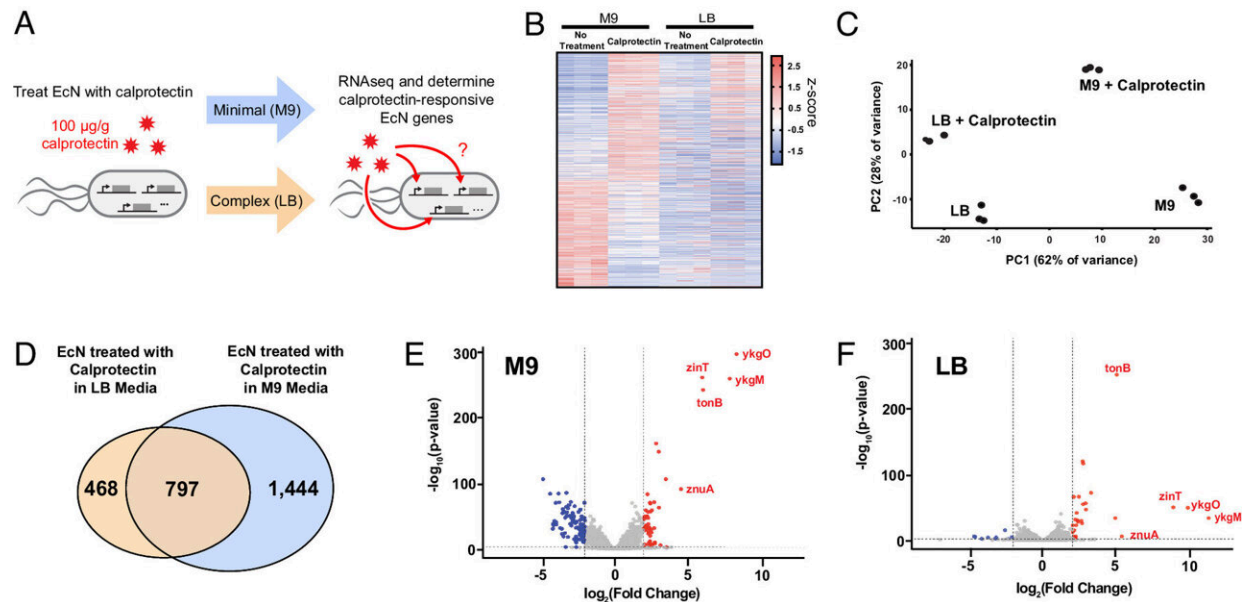 A
Treat EcN with calprotectin
100 µg/g
calprotectin
Minimal (M9)
Complex (LB)
RNAseq and determine
calprotectin-responsive
EcN genes
?
...
...
B
M9
LB
No
Treatment
Calprotectin
No
Treatment
Calprotectin
2.5
1.5
0.5
-0.5
-1.5
z-score
C
20
10
0
-10
PC2 (28% of variance)
M9 + Calprotectin
LB + Calprotectin
LB
M9
-20
-10
0
10
20
30
PC1 (62% of variance)
D
EcN treated with
Calprotectin
in LB Media
EcN treated with
Calprotectin
in M9 Media
468
797
1,444
E
M9
300
200
100
0
-log10(p-value)
ykgO
zinT
ykgM
tonB
znuA
-5
0
5
10
log2(Fold Change)
F
LB
300
200
100
50
0
-log10(p-value)
tonB
zinT
ykgO
ykgM
znuA
-5
0
5
10
log2(Fold Change)